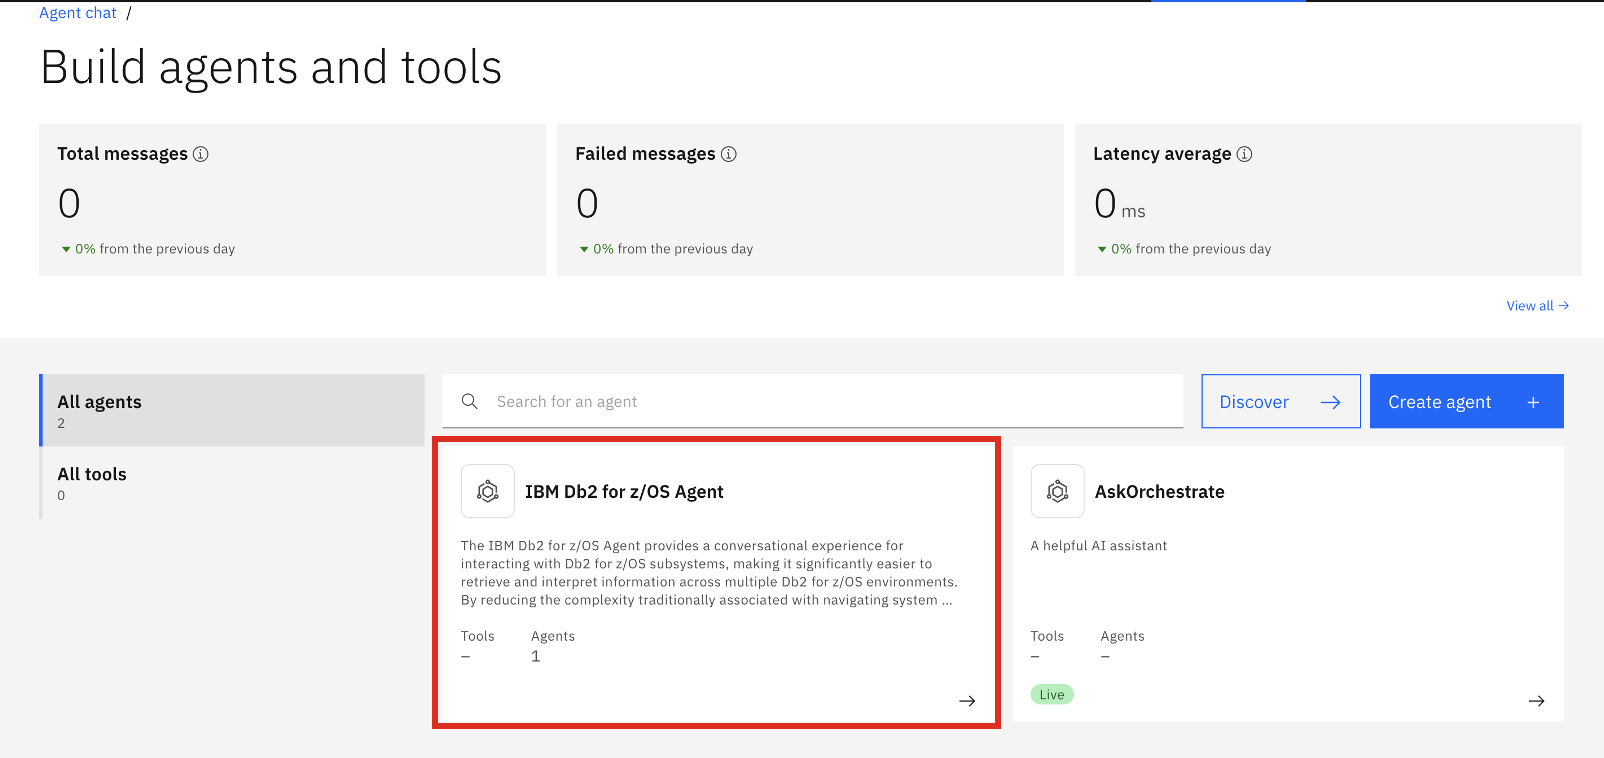 Agent chat /
Build agents and tools
Total messages
0
0% from the previous day
Failed messages
0
0% from the previous day
Latency average
0 ms
0% from the previous day
View all
All agents
2
All tools
0
Search for an agent
Discover
Create agent +
IBM Db2 for z/OS Agent
The IBM Db2 for z/OS Agent provides a conversational experience for
interacting with Db2 for z/OS subsystems, making it significantly easier to
retrieve and interpret information across multiple Db2 for z/OS environments.
By reducing the complexity traditionally associated with navigating system ...
Tools Agents
– 1
AskOrchestrate
A helpful AI assistant
Tools Agents
– –
Live